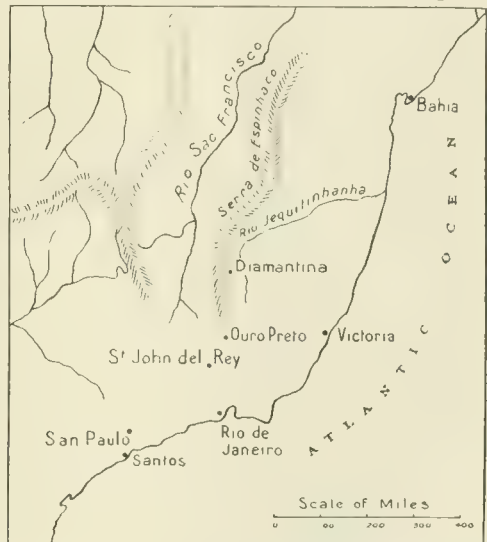 Rio Sao Francisco
Serra de Espinhaco
Bahia
Rio Jequitinhanha
Diamantina
Ouro Preto
Victoria
St John del Rey
San Paulo
Rio de
Janeiro
Santos
ATLANTIC OCEAN
Scale of Miles
0 100 200 300 400